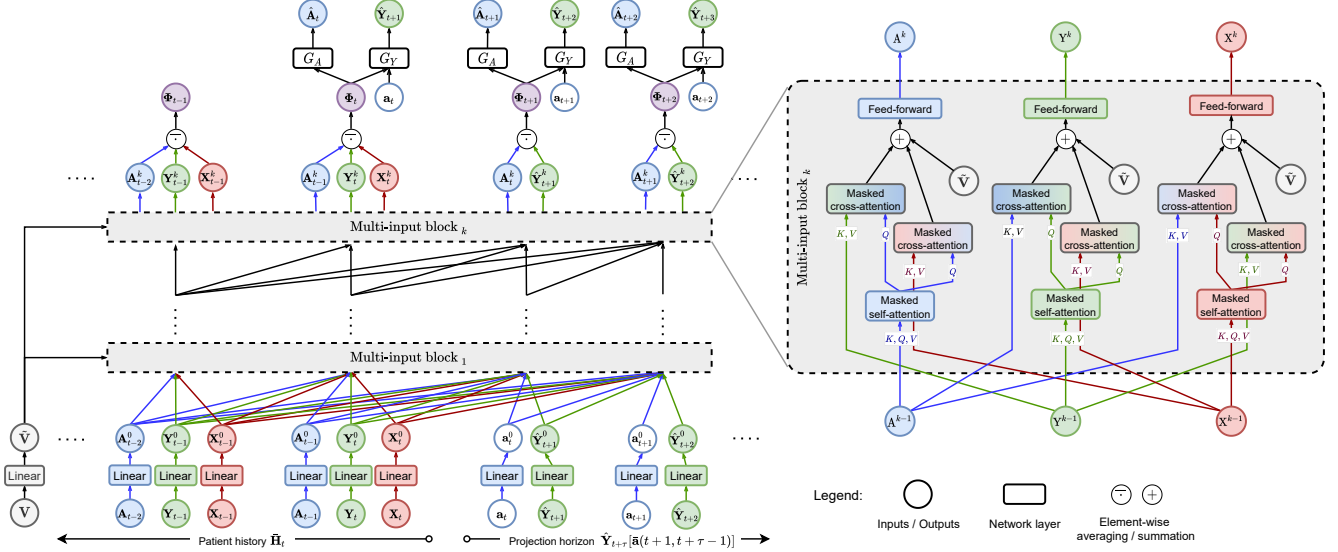 Â_t Ŷ_{t+1} Â_{t+1} Ŷ_{t+2} Â_{t+2} Ŷ_{t+3}
G_A G_Y G_A G_Y G_A G_Y
Φ_{t-1} Φ_t a_t Φ_{t+1} a_{t+1} Φ_{t+2} a_{t+2}
A^k_{t-2} Y^k_{t-1} X^k_{t-1} A^k_{t-1} Y^k_t X^k_t A^k_t Ŷ^k_{t+1} A^k_{t+1} Ŷ^k_{t+2}
Multi-input block _k
Multi-input block _1
Ṽ A^0_{t-2} Y^0_{t-1} X^0_{t-1} A^0_{t-1} Y^0_t X^0_t a^0_t Ŷ^0_{t+1} a^0_{t+1} Ŷ^0_{t+2}
Linear Linear Linear Linear Linear Linear Linear Linear Linear Linear Linear
V A_{t-2} Y_{t-1} X_{t-1} A_{t-1} Y_t X_t a_t Ŷ_{t+1} a_{t+1} Ŷ_{t+2}
Patient history H̄_t
Projection horizon Ŷ_{t+τ}[ā(t+1, t+τ−1)]
A^k Y^k X^k
Multi-input block _k
Feed-forward Feed-forward Feed-forward
+ + +
Ṽ Ṽ Ṽ
Masked cross-attention Masked cross-attention Masked cross-attention
Masked cross-attention Masked cross-attention Masked cross-attention
K, V Q K, V Q K, V Q
K, V Q K, V Q K, V Q
Masked self-attention Masked self-attention Masked self-attention
K, Q, V K, Q, V K, Q, V
A^{k-1} Y^{k-1} X^{k-1}
Legend:
Inputs / Outputs
Network layer
Element-wise
averaging / summation